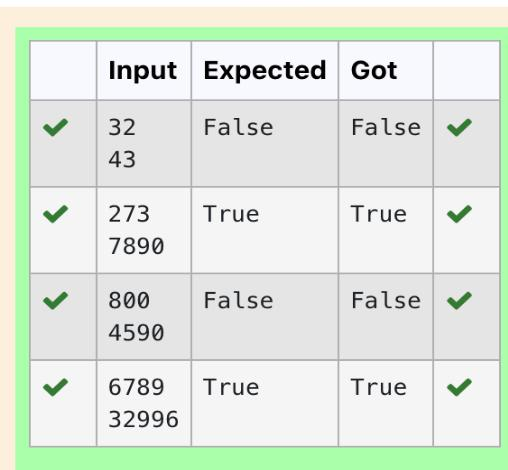 Input Expected Got
32 False False
43
273 True True
7890
800 False False
4590
6789 True True
32996